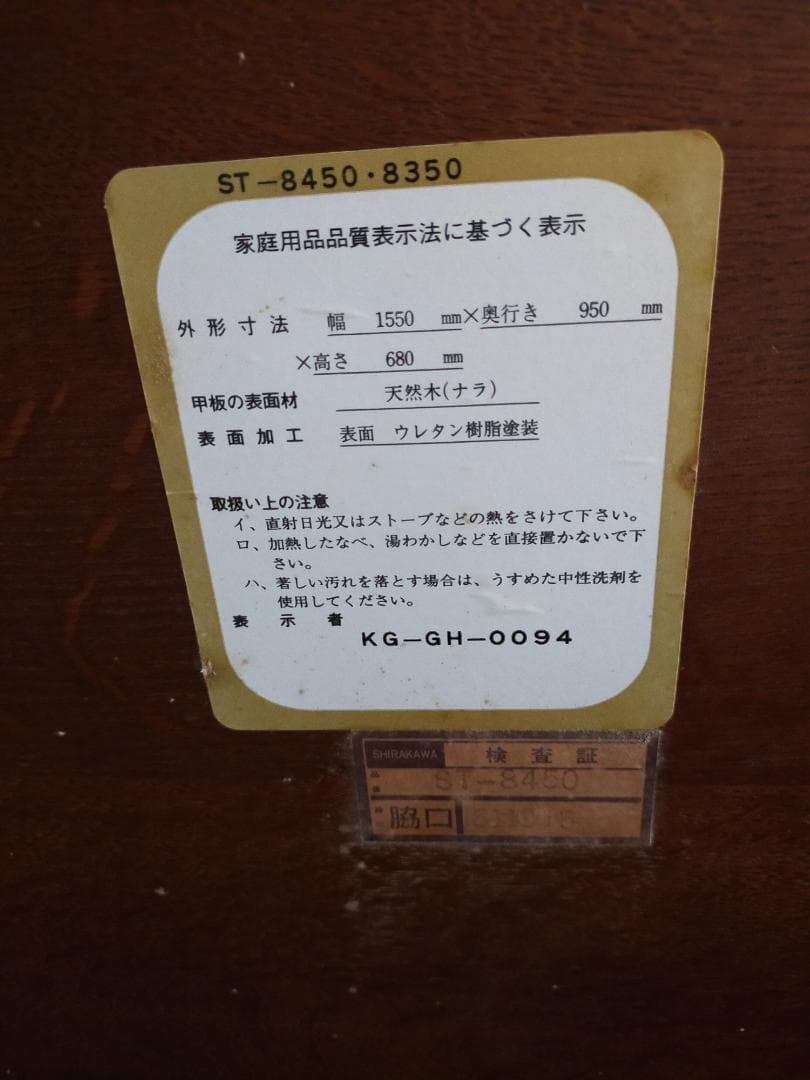 ST-8450・8350
家庭用品品質表示法に基づく表示
外形寸法 幅 1550 mm×奥行き 950 mm
×高さ 680 mm
甲板の表面材 天然木(ナラ)
表面加工 表面 ウレタン樹脂塗装
取扱い上の注意
イ、直射日光又はストーブなどの熱をさけて下さい。
ロ、加熱したなべ、湯わかしなどを直接置かないで下
さい。
ハ、著しい汚れを落とす場合は、うすめた中性洗剤を
使用してください。
表示者
KG-GH-0094
SHIRAKAWA 検査証
ST-8450
脇口